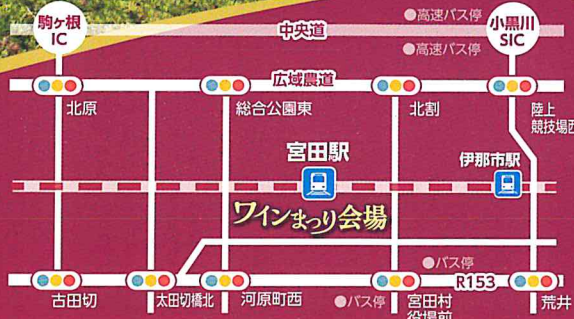 駒ヶ根
IC
中央道
●高速バス停
●高速バス停
小黒川
SIC
広域農道
北原
総合公園東
北割
陸上
競技場西
宮田駅
伊那市駅
ワインまつり会場
●バス停
R153
古田切
太田切橋北
河原町西
●バス停
宮田村
役場前
荒井